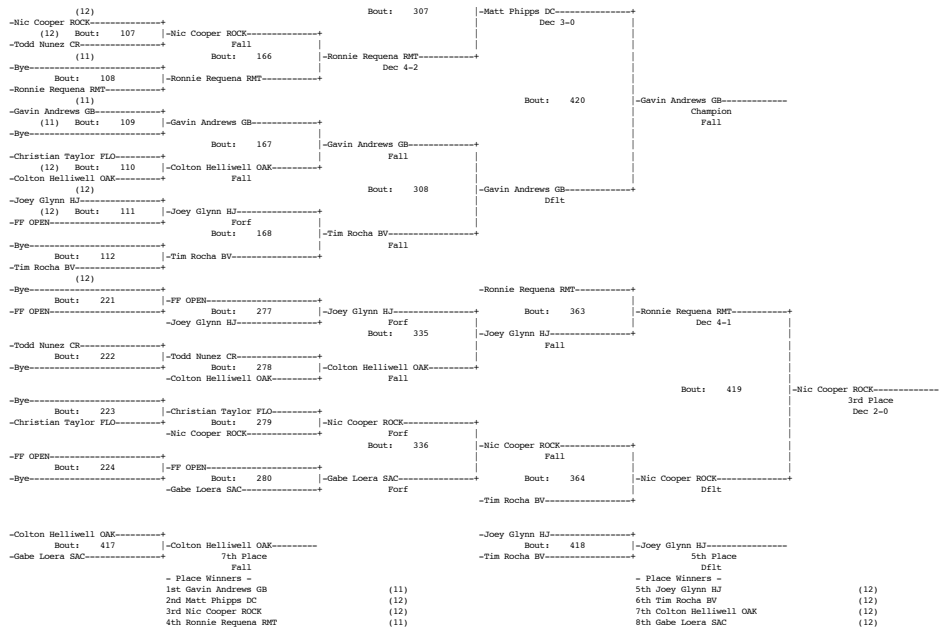 (12) Bout: 307 |-Matt Phipps DC---------------+
-Nic Cooper ROCK--------------+ Dec 3-0 |
(12) Bout: 107 |-Nic Cooper ROCK--------------+
-Todd Nunez CR----------------+ Fall |
(11) Bout: 166 |-Ronnie Requena RMT-----------+
-Bye--------------------------+ | Dec 4-2
Bout: 108 |-Ronnie Requena RMT-----------+
-Ronnie Requena RMT-----------+
(11) Bout: 420 |-Gavin Andrews GB-------------
-Gavin Andrews GB-------------+ Champion
(11) Bout: 109 |-Gavin Andrews GB-------------+ Fall
-Bye--------------------------+
Bout: 167 |-Gavin Andrews GB-------------+
-Christian Taylor FLO---------+ Fall
(12) Bout: 110 |-Colton Helliwell OAK---------+
-Colton Helliwell OAK---------+ Fall
(12) Bout: 308 |-Gavin Andrews GB-------------+
-Joey Glynn HJ----------------+ Dflt
(12) Bout: 111 |-Joey Glynn HJ----------------+
-FF OPEN----------------------+ Forf
Bout: 168 |-Tim Rocha BV-----------------+
-Bye--------------------------+ Fall
Bout: 112 |-Tim Rocha BV-----------------+
-Tim Rocha BV-----------------+
(12)
-Bye--------------------------+ -Ronnie Requena RMT-----------+
Bout: 221 |-FF OPEN----------------------+
-FF OPEN----------------------+ Bout: 277 |-Joey Glynn HJ----------------+ Bout: 363 |-Ronnie Requena RMT-----------+
-Joey Glynn HJ----------------+ Forf Dec 4-1
Bout: 335 |-Joey Glynn HJ----------------+
-Todd Nunez CR----------------+ Fall
Bout: 222 |-Todd Nunez CR----------------+
-Bye--------------------------+ Bout: 278 |-Colton Helliwell OAK---------+
-Colton Helliwell OAK---------+ Fall
Bout: 419 |-Nic Cooper ROCK--------------
-Bye--------------------------+ 3rd Place
Bout: 223 |-Christian Taylor FLO---------+ Dec 2-0
-Christian Taylor FLO---------+ Bout: 279 |-Nic Cooper ROCK--------------+
-Nic Cooper ROCK--------------+ Forf
Bout: 336 |-Nic Cooper ROCK--------------+
-FF OPEN----------------------+ Fall
Bout: 224 |-FF OPEN----------------------+
-Bye--------------------------+ Bout: 280 |-Gabe Loera SAC---------------+ Bout: 364 |-Nic Cooper ROCK--------------+
-Gabe Loera SAC---------------+ Forf Dflt
-Tim Rocha BV-----------------+
-Colton Helliwell OAK---------+ -Joey Glynn HJ----------------+
Bout: 417 |-Colton Helliwell OAK--------- Bout: 418 |-Joey Glynn HJ----------------
-Gabe Loera SAC---------------+ 7th Place -Tim Rocha BV-----------------+ 5th Place
Fall Dflt
- Place Winners - - Place Winners -
1st Gavin Andrews GB (11) 5th Joey Glynn HJ (12)
2nd Matt Phipps DC (12) 6th Tim Rocha BV (12)
3rd Nic Cooper ROCK (12) 7th Colton Helliwell OAK (12)
4th Ronnie Requena RMT (11) 8th Gabe Loera SAC (12)